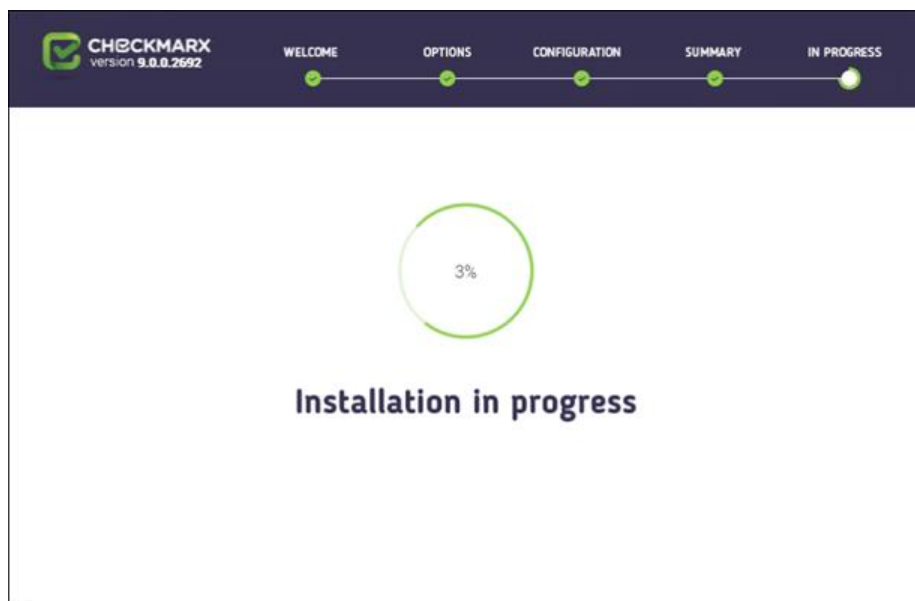 CHECKMARX
version 9.0.0.2692
WELCOME
OPTIONS
CONFIGURATION
SUMMARY
IN PROGRESS
3%
Installation in progress